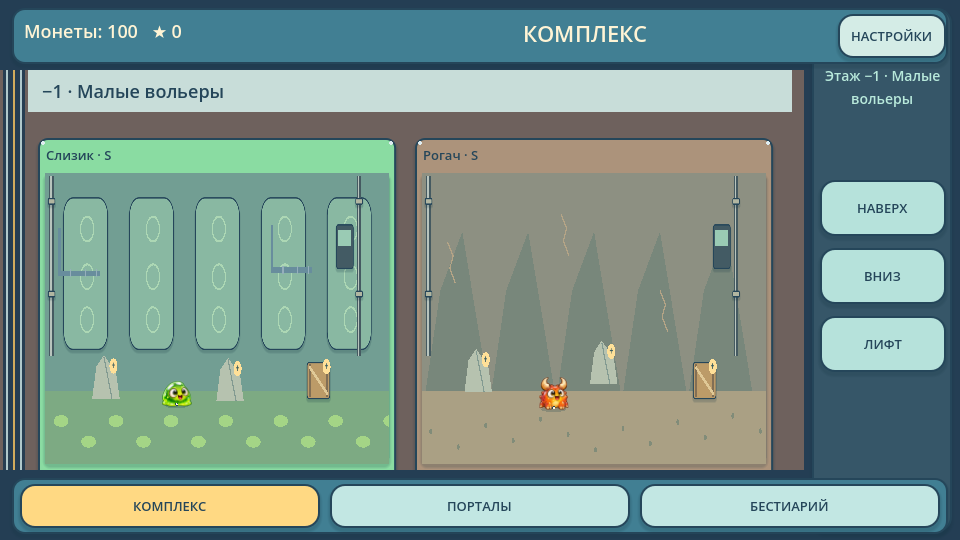 Монеты: 100 ★ 0
КОМПЛЕКС
НАСТРОЙКИ
Этаж −1 · Малые
вольеры
−1 · Малые вольеры
Слизик · S
Рогач · S
НАВЕРХ
ВНИЗ
ЛИФТ
КОМПЛЕКС
ПОРТАЛЫ
БЕСТИАРИЙ